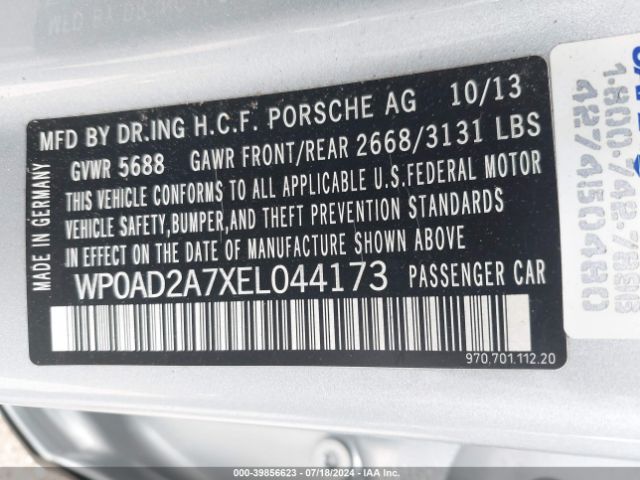 MFD BY DR.ING H.C.F. PORSCHE AG 10/13
GVWR 5688 GAWR FRONT/REAR 2668/3131 LBS
THIS VEHICLE CONFORMS TO ALL APPLICABLE U.S.FEDERAL MOTOR
VEHICLE SAFETY,BUMPER,AND THEFT PREVENTION STANDARDS
IN EFFECT ON THE DATE OF MANUFACTURE SHOWN ABOVE.
WP0AD2A7XEL044173 PASSENGER CAR
970.701.112.20
MADE IN GERMANY
427450460
000-39856623 / 07/18/2024 / IAA Inc.